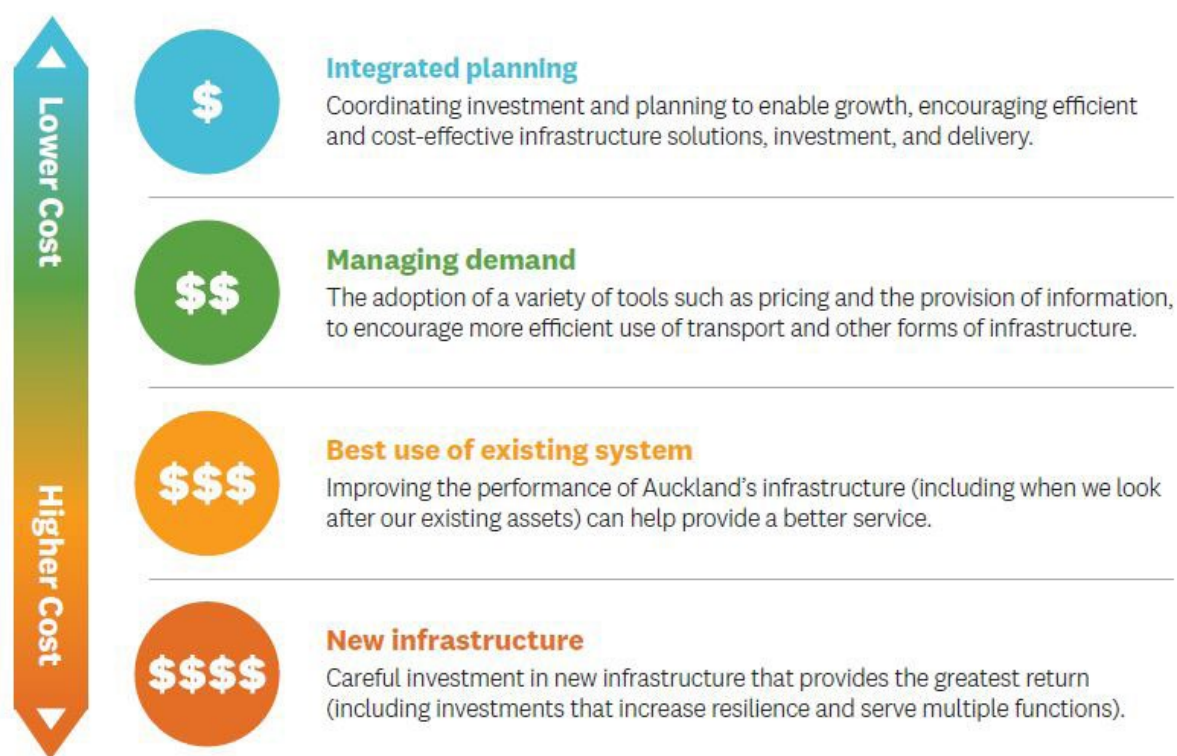 Lower Cost
Higher Cost
$
Integrated planning
Coordinating investment and planning to enable growth, encouraging efficient
and cost-effective infrastructure solutions, investment, and delivery.
$$
Managing demand
The adoption of a variety of tools such as pricing and the provision of information,
to encourage more efficient use of transport and other forms of infrastructure.
$$$
Best use of existing system
Improving the performance of Auckland’s infrastructure (including when we look
after our existing assets) can help provide a better service.
$$$$
New infrastructure
Careful investment in new infrastructure that provides the greatest return
(including investments that increase resilience and serve multiple functions).